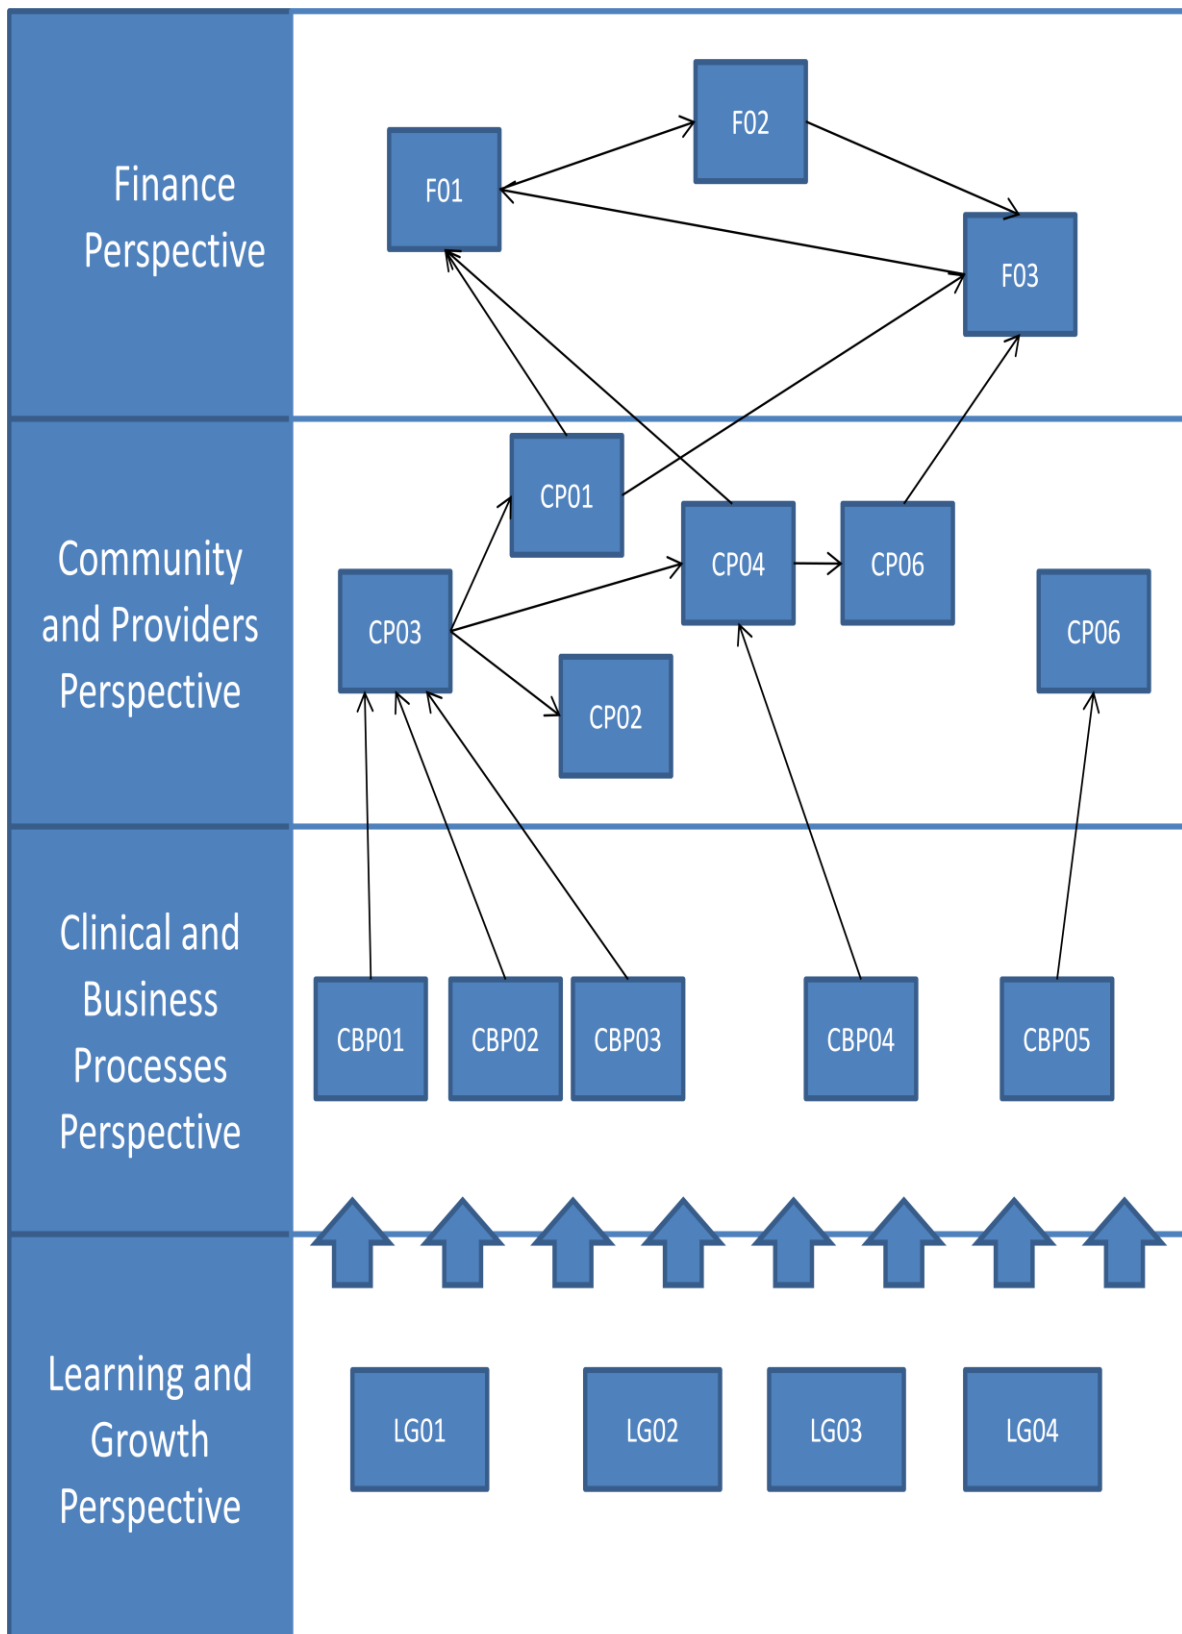 Finance
Perspective
F01
F02
F03
Community
and Providers
Perspective
CP01
CP04
CP06
CP03
CP06
CP02
Clinical and
Business
Processes
Perspective
CBP01
CBP02
CBP03
CBP04
CBP05
Learning and
Growth
Perspective
LG01
LG02
LG03
LG04